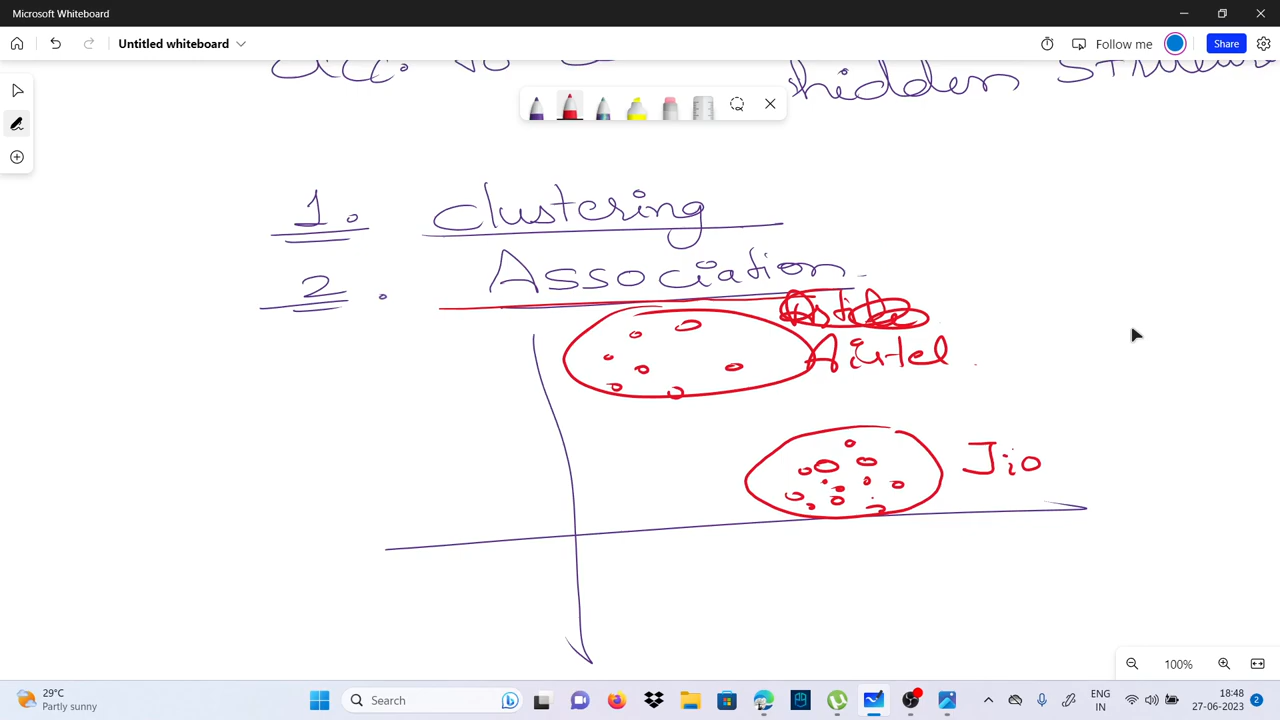 Microsoft Whiteboard
Untitled whiteboard
Follow me
Share
hidden
1. Clustering
2. Association
Airtel
Jio
100%
29°C
Partly sunny
Search
ENG
IN
18:48
27-06-2023
2